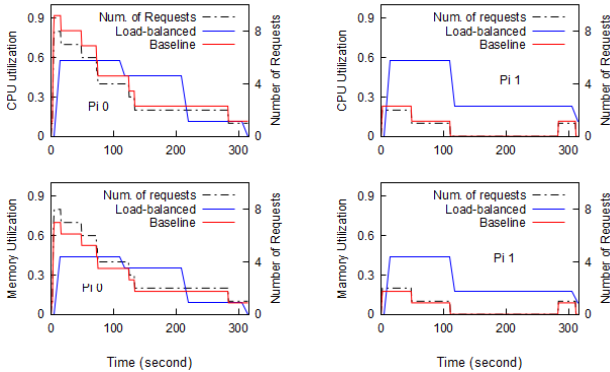 Num. of Requests
Load-balanced
Baseline
Pi 0
CPU utilization
Number of Requests
0.9
0.6
0.3
0
8
4
0
0
100
200
300
Num. of requests
Load-balanced
Baseline
Pi 1
CPU utilization
Number of Requests
0.9
0.6
0.3
0
8
4
0
0
100
200
300
Num. of requests
Load-balanced
Baseline
Pi 0
Memory Utilization
Number of Requests
0.9
0.6
0.3
0
8
4
0
0
100
200
300
Time (second)
Num. of requests
Load-balanced
Baseline
Pi 1
Mamory Utilization
Number of Requests
0.9
0.6
0.3
0
8
4
0
0
100
200
300
Time (second)